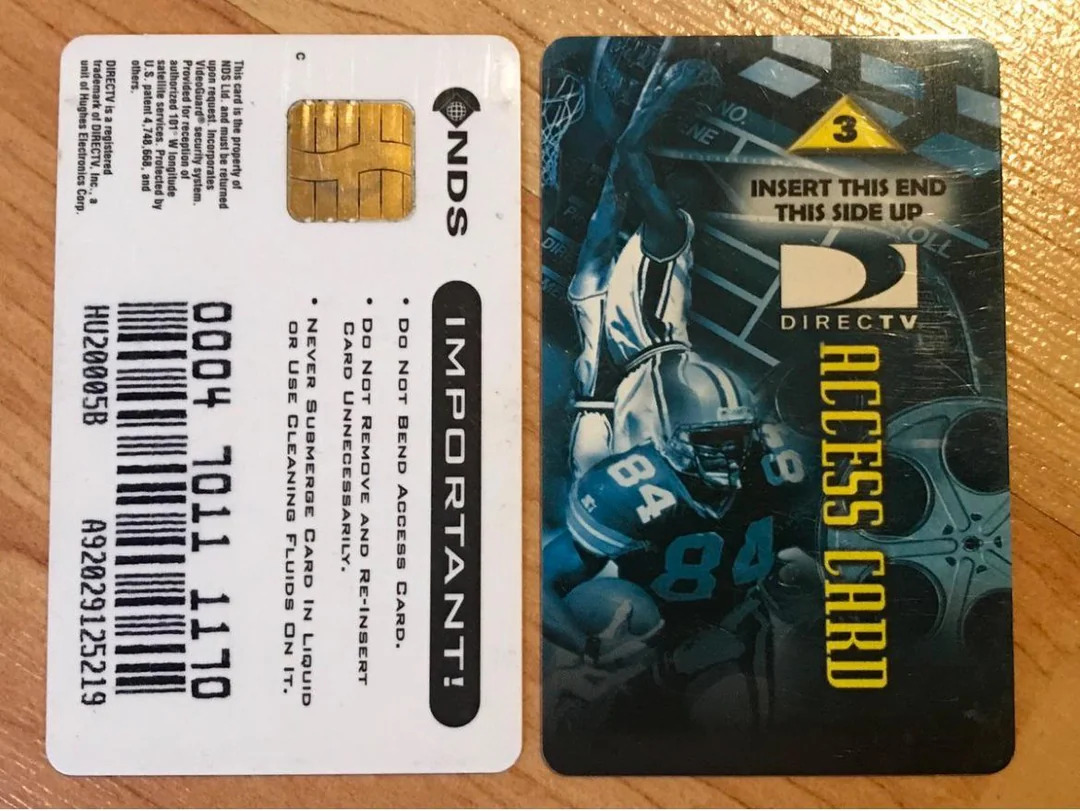 C
NDS
This card is the property of
NDS Ltd. and must be returned
upon request. Incorporates
VideoGuard® security system.
Provided for reception of
authorized 101° W longitude
satellite services. Protected by
U.S. patent 4,748,668, and
others.
DIRECTV is a registered
trademark of DIRECTV, Inc., a
unit of Hughes Electronics Corp.
IMPORTANT!
• DO NOT BEND ACCESS CARD.
• DO NOT REMOVE AND RE-INSERT
CARD UNNECESSARILY.
• NEVER SUBMERGE CARD IN LIQUID
OR USE CLEANING FLUIDS ON IT.
0004 7011 1170
HU20005B A92029125219
3
INSERT THIS END
THIS SIDE UP
DIRECTV
ACCESS CARD
NO.
ROLL
84
84